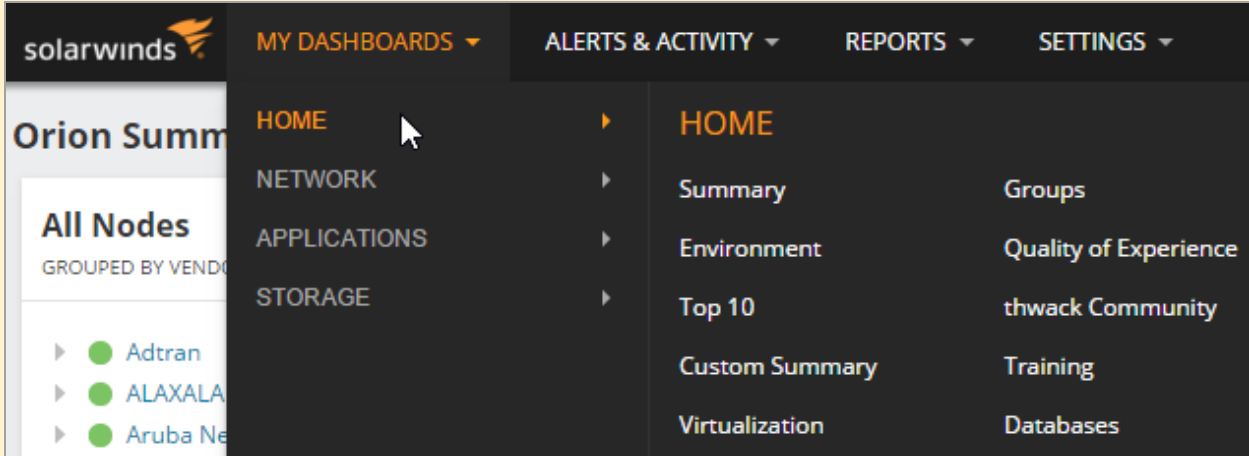 solarwinds MY DASHBOARDS ALERTS & ACTIVITY REPORTS SETTINGS
Orion Summ
All Nodes
GROUPED BY VENDO
Adtran
ALAXALA
Aruba Ne
HOME
NETWORK
APPLICATIONS
STORAGE
HOME
Summary
Environment
Top 10
Custom Summary
Virtualization
Groups
Quality of Experience
thwack Community
Training
Databases